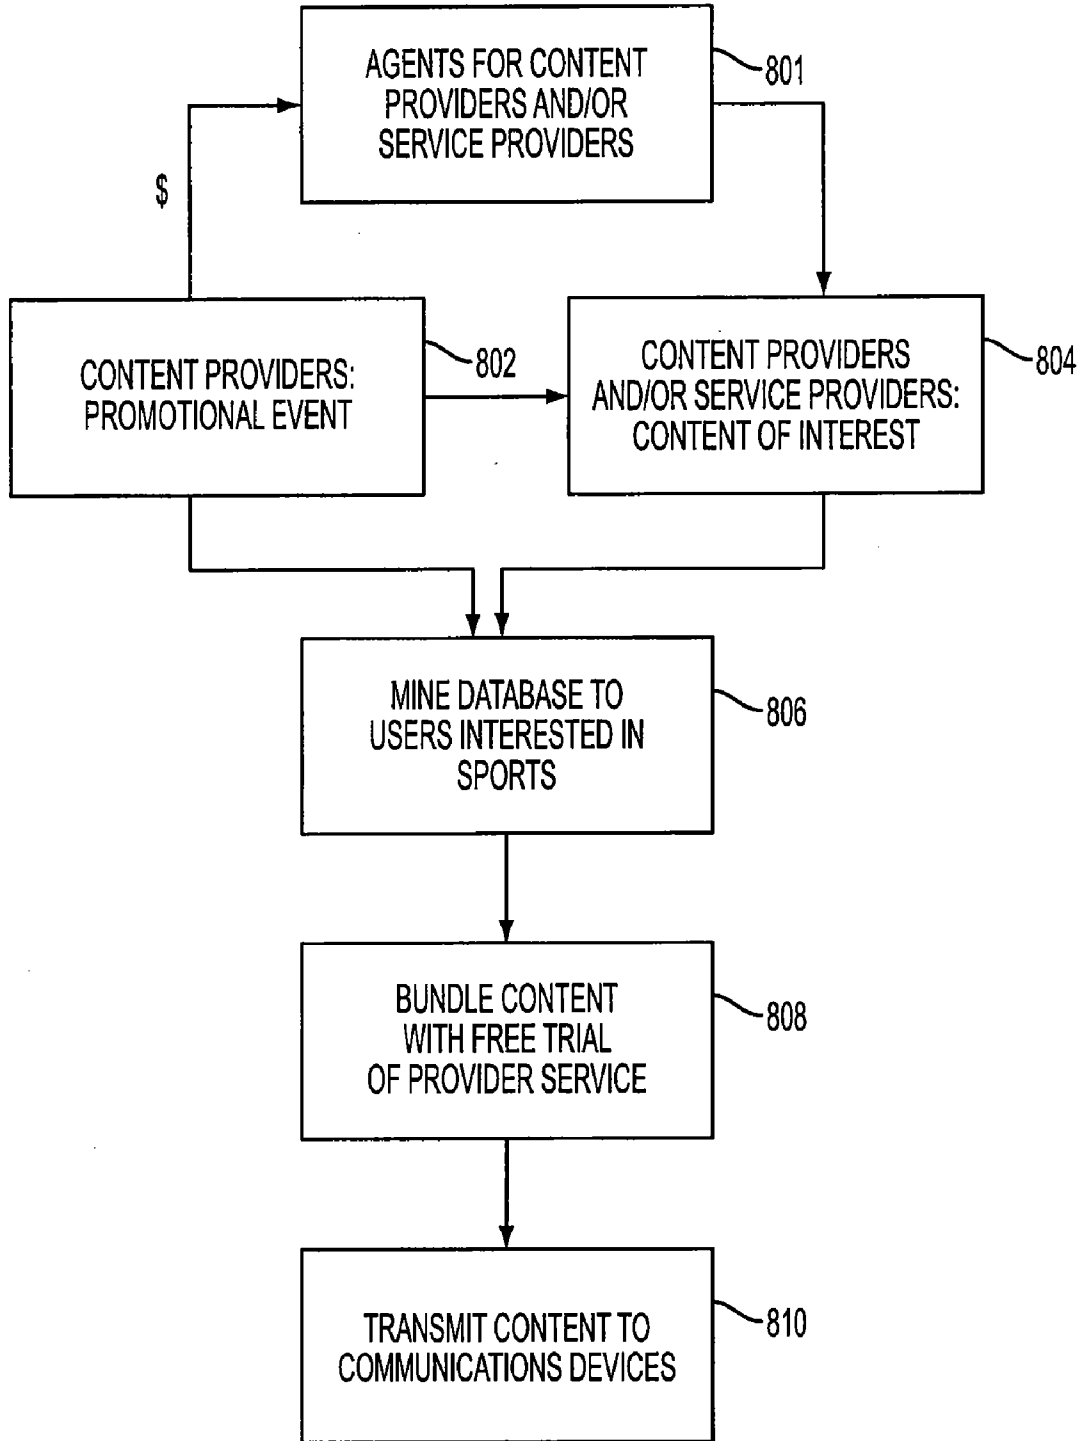 AGENTS FOR CONTENT
PROVIDERS AND/OR
SERVICE PROVIDERS
801
$
CONTENT PROVIDERS:
PROMOTIONAL EVENT
802
CONTENT PROVIDERS
AND/OR SERVICE PROVIDERS:
CONTENT OF INTEREST
804
MINE DATABASE TO
USERS INTERESTED IN
SPORTS
806
BUNDLE CONTENT
WITH FREE TRIAL
OF PROVIDER SERVICE
808
TRANSMIT CONTENT TO
COMMUNICATIONS DEVICES
810